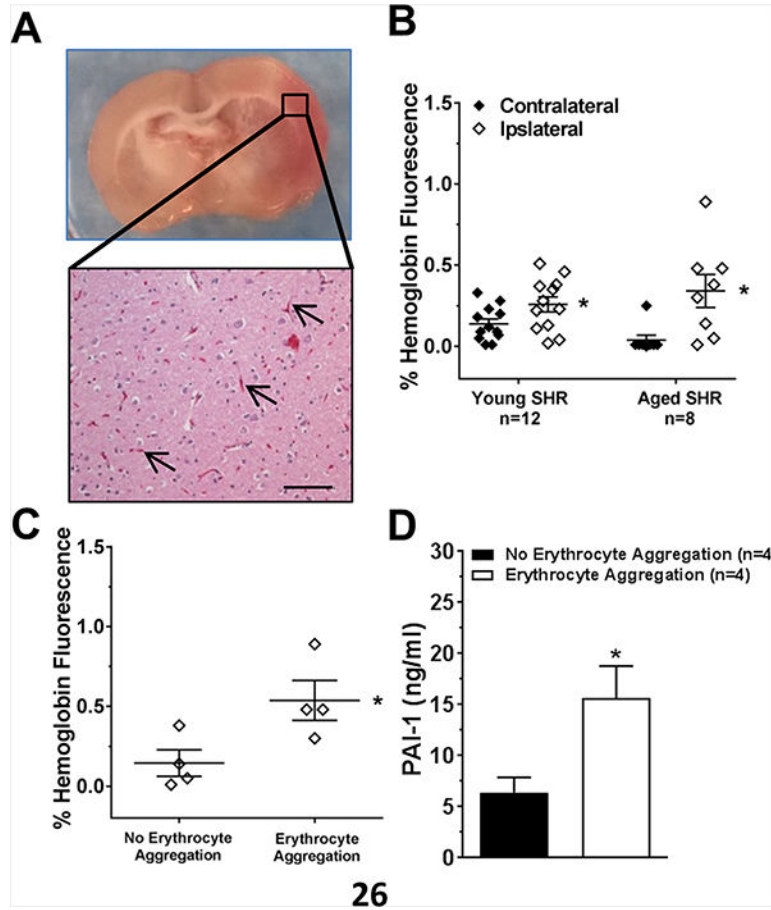 A
B
% Hemoglobin Fluorescence
1.5
1.0
0.5
0.0
Contralateral
Ipslateral
*
*
Young SHR
n=12
Aged SHR
n=8
C
% Hemoglobin Fluorescence
1.5
1.0
0.5
0.0
*
No Erythrocyte
Aggregation
Erythrocyte
Aggregation
D
PAI-1 (ng/ml)
30
25
20
15
10
5
0
No Erythrocyte Aggregation (n=4
Erythrocyte Aggregation (n=4)
*
26